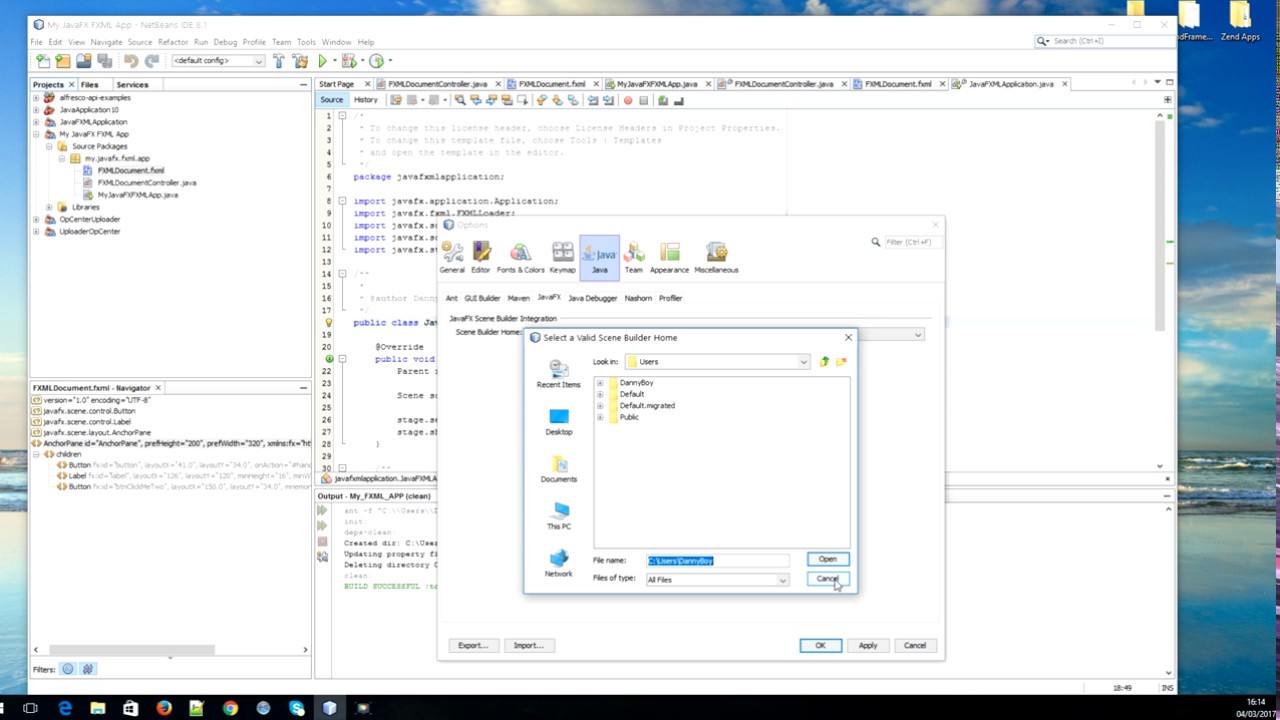 My JavaFX FXML App - NetBeans IDE 8.1
File Edit View Navigate Source Refactor Run Debug Profile Team Tools Window Help
Search (Ctrl+I)
Zend Apps
<default config>
Projects Files Services
Start Page FXMLDocumentController.java FXMLDocument.fxml MyJavaFXFXMLApp.java FXMLDocumentController.java FXMLDocument.fxml JavaFXMLApplication.java
Source History
alfresco-api-examples
JavaApplication10
JavaFXMLApplication
My JavaFX FXML App
Source Packages
my.javafx.fxml.app
FXMLDocument.fxml
FXMLDocumentController.java
MyJavaFXFXMLApp.java
Libraries
OpCenterUploader
UploaderOpCenter
1 /*
2 * To change this license header, choose License Headers in Project Properties.
3 * To change this template file, choose Tools | Templates
4 * and open the template in the editor.
5 */
6 package javafxmlapplication;
7
8 import javafx.application.Application;
9 import javafx.fxml.FXMLLoader;
10 import javafx.s
11 import javafx.s
12 import javafx.s
13
14 /**
15 *
16 * @author Dann
17 */
public class Jav
19
20 @Override
public void
22 Parent
23
24 Scene sc
25
26 stage.se
27 stage.sh
28 }
29
30 /**
javafxmlapplication.JavaFXMLA
Options
General Editor Fonts & Colors Keymap Java Team Appearance Miscellaneous
Filter (Ctrl+F)
Ant GUI Builder Maven JavaFX Java Debugger Nashorn Profiler
JavaFX Scene Builder Integration
Scene Builder Home:
Select a Valid Scene Builder Home
Look in: Users
Recent Items
Desktop
Documents
This PC
Network
DannyBoy
Default
Default.migrated
Public
File name: C:\Users\DannyBoy
Open
Files of type: All Files
Cancel
Export... Import... OK Apply Cancel
FXMLDocument.fxml - Navigator
version="1.0" encoding="UTF-8"
javafx.scene.control.Button
javafx.scene.control.Label
javafx.scene.layout.AnchorPane
AnchorPane id="AnchorPane", prefHeight="200", prefWidth="320", xmlns:fx="ht
children
Button fx:id="button", layoutX="41.0", layoutY="34.0", onAction="#han
Label fx:id="label", layoutX="126", layoutY="120", minHeight="16", minW
Button fx:id="btnClickMeTwo", layoutX="150.0", layoutY="34.0", mnemo
Filters:
Output - My_FXML_APP (clean)
ant -f "C:\\Users\\D
init:
deps-clean:
Created dir: C:\User
Updating property fi
Deleting directory C
clean:
BUILD SUCCESSFUL
18:49 INS
16:14
04/03/2017